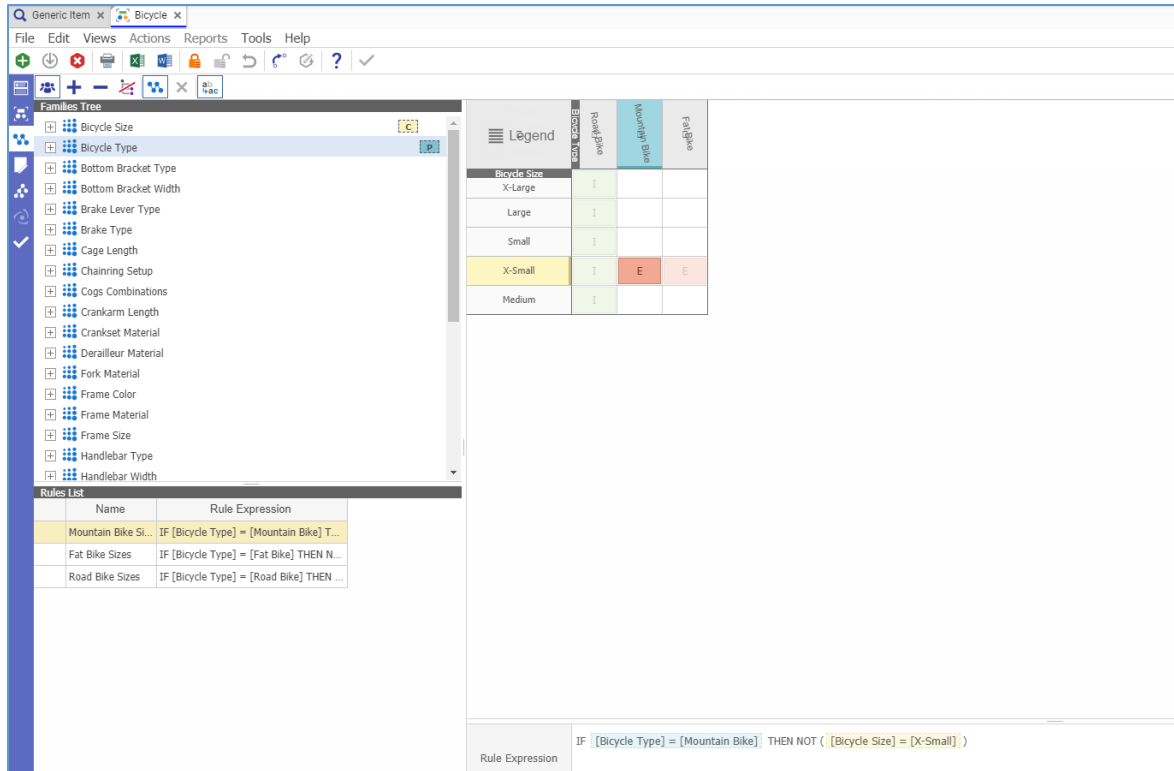 Generic Item
Bicycle
File Edit Views Actions Reports Tools Help
ab
ac
Families Tree
Bicycle Size C
Bicycle Type P
Bottom Bracket Type
Bottom Bracket Width
Brake Lever Type
Brake Type
Cage Length
Chainring Setup
Cogs Combinations
Crankarm Length
Crankset Material
Derailleur Material
Fork Material
Frame Color
Frame Material
Frame Size
Handlebar Type
Handlebar Width
Rules List
Name Rule Expression
Mountain Bike Si... IF [Bicycle Type] = [Mountain Bike] T...
Fat Bike Sizes IF [Bicycle Type] = [Fat Bike] THEN N...
Road Bike Sizes IF [Bicycle Type] = [Road Bike] THEN ...
Legend
Bicycle Type
Road Bike
Mountain Bike
Fat Bike
Bicycle Size
X-Large I
Large I
Small I
X-Small I E E
Medium I
Rule Expression
IF [Bicycle Type] = [Mountain Bike] THEN NOT ( [Bicycle Size] = [X-Small] )